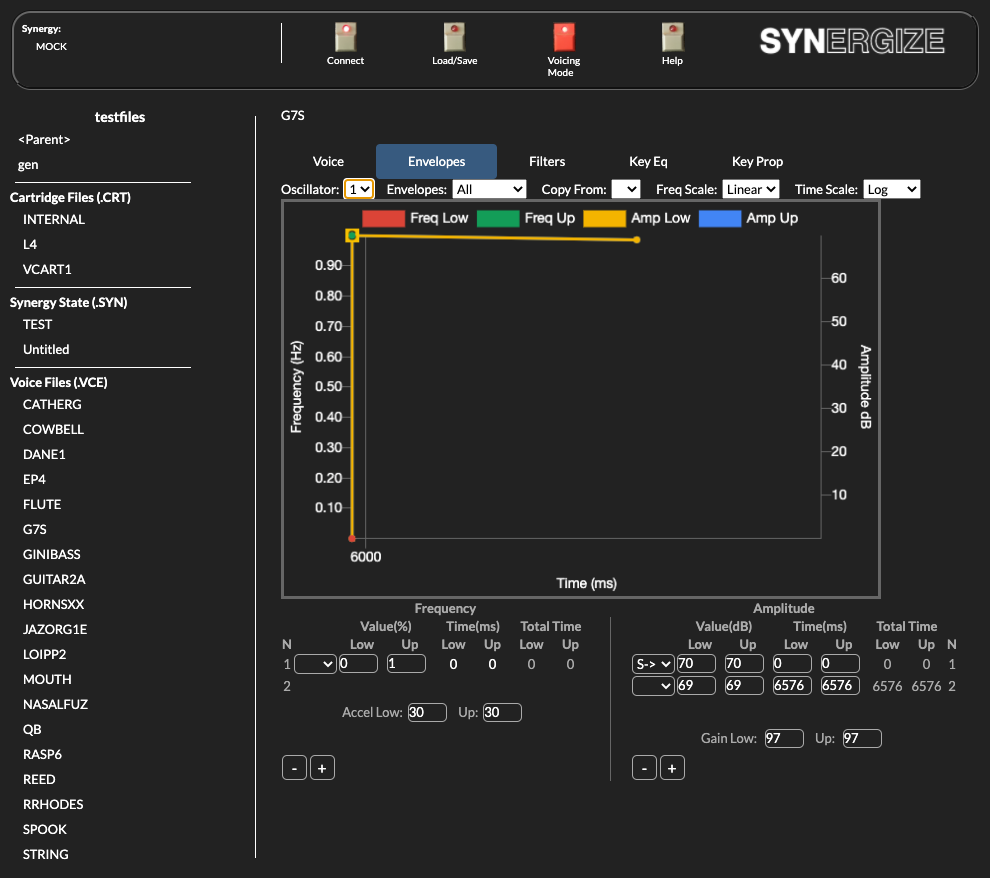 Synergy:
MOCK
Connect
Load/Save
Voicing
Mode
Help
SYNERGIZE
testfiles
<Parent>
gen
Cartridge Files (.CRT)
INTERNAL
L4
VCART1
Synergy State (.SYN)
TEST
Untitled
Voice Files (.VCE)
CATHERG
COWBELL
DANE1
EP4
FLUTE
G7S
GINIBASS
GUITAR2A
HORNSXX
JAZORG1E
LOIPP2
MOUTH
NASALFUZ
QB
RASP6
REED
RRHODES
SPOOK
STRING
G7S
Voice Envelopes Filters Key Eq Key Prop
Oscillator: 1 Envelopes: All Copy From: Freq Scale: Linear Time Scale: Log
Freq Low Freq Up Amp Low Amp Up
0.90
0.80
0.70
0.60
0.50
0.40
0.30
0.20
0.10
Frequency (Hz)
60
50
40
30
20
10
Amplitude dB
6000
Time (ms)
Frequency
Value(%) Time(ms) Total Time
N Low Up Low Up Low Up
1 0 1 0 0 0 0
2
Accel Low: 30 Up: 30
- +
Amplitude
Value(dB) Time(ms) Total Time
Low Up Low Up Low Up N
S-> 70 70 0 0 0 0 1
69 69 6576 6576 6576 6576 2
Gain Low: 97 Up: 97
- +